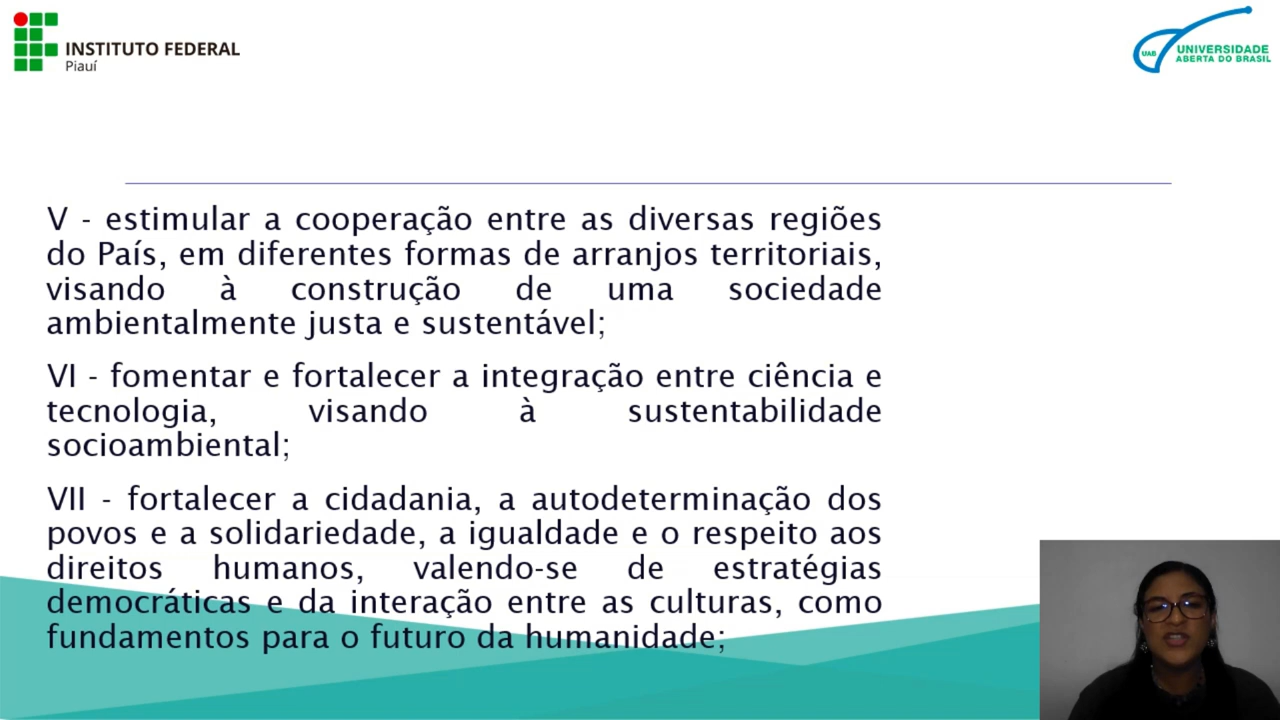 INSTITUTO FEDERAL
Piauí
UAB
UNIVERSIDADE
ABERTA DO BRASIL
V - estimular a cooperação entre as diversas regiões
do País, em diferentes formas de arranjos territoriais,
visando à construção de uma sociedade
ambientalmente justa e sustentável;
VI - fomentar e fortalecer a integração entre ciência e
tecnologia, visando à sustentabilidade
socioambiental;
VII - fortalecer a cidadania, a autodeterminação dos
povos e a solidariedade, a igualdade e o respeito aos
direitos humanos, valendo-se de estratégias
democráticas e da interação entre as culturas, como
fundamentos para o futuro da humanidade;